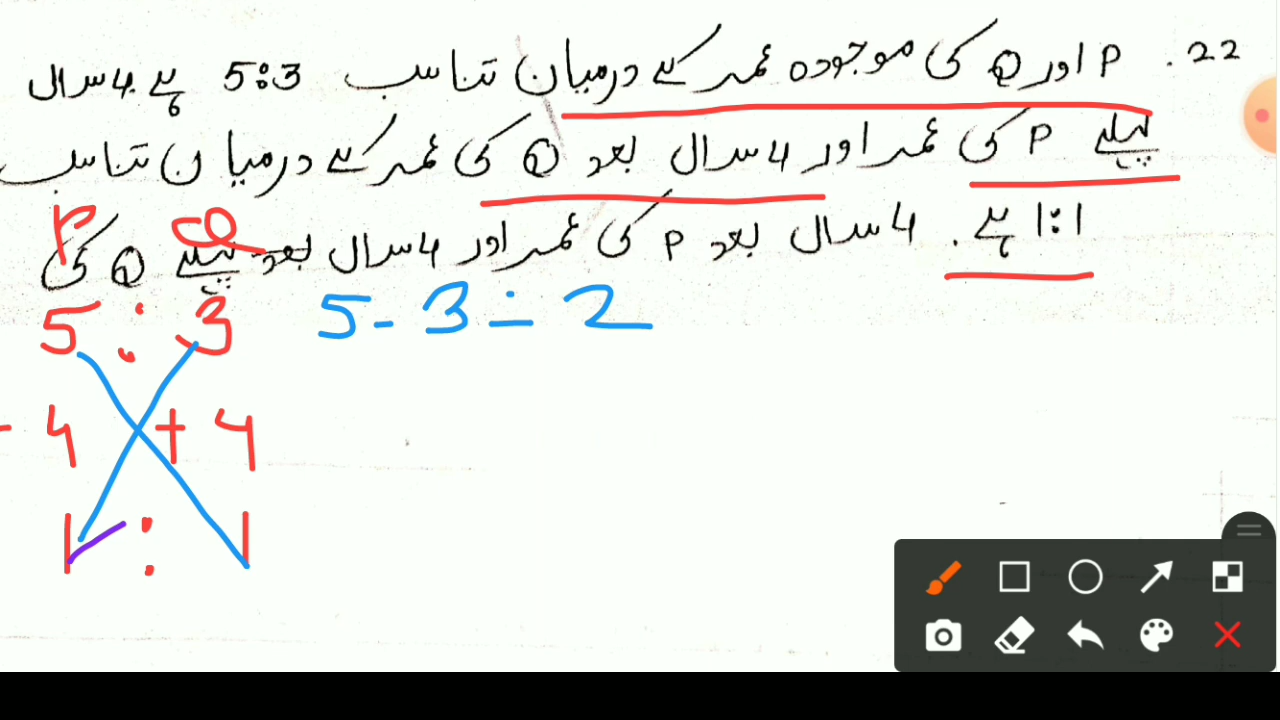 22. P اور Q کی موجودہ عمر کے درمیان تناسب 5:3 ہے 4 سال
پہلے P کی عمر اور 4 سال بعد Q کی عمر کے درمیان تناسب
1:1 ہے. 4 سال بعد P کی عمر اور 4 سال بعد پہلے Q کی
P Q
5 : 3 5 - 3 = 2
- 4 + 4
1 : 1